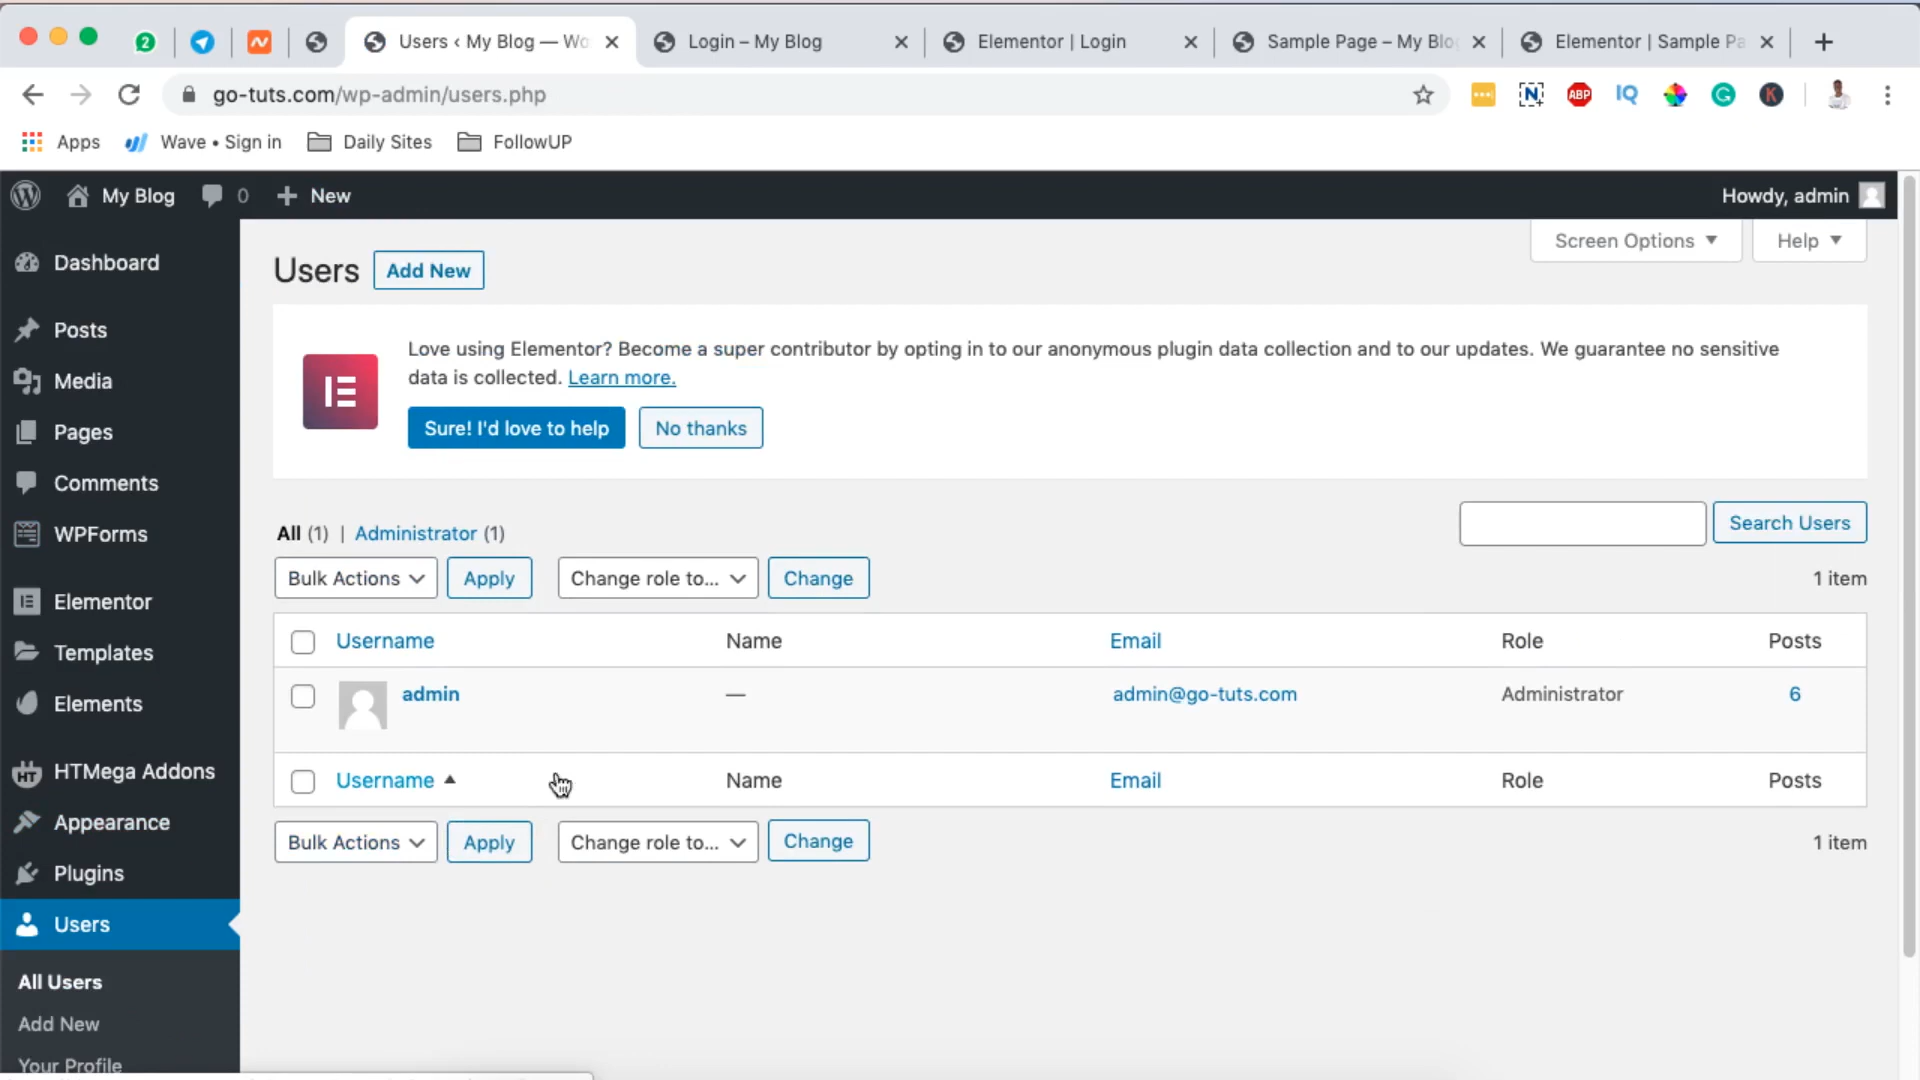 2
Users ‹ My Blog — Wo
Login – My Blog
Elementor | Login
Sample Page – My Blo
Elementor | Sample Pa
go-tuts.com/wp-admin/users.php
N
ABP
IQ
G
K
Apps
Wave • Sign in
Daily Sites
FollowUP
My Blog
0
New
Howdy, admin
Screen Options
Help
Dashboard
Posts
Media
Pages
Comments
WPForms
Elementor
Templates
Elements
HT
HTMega Addons
Appearance
Plugins
Users
All Users
Add New
Your Profile
Users
Add New
Love using Elementor? Become a super contributor by opting in to our anonymous plugin data collection and to our updates. We guarantee no sensitive
data is collected. Learn more.
Sure! I'd love to help
No thanks
All (1) | Administrator (1)
Search Users
Bulk Actions
Apply
Change role to...
Change
1 item
Username
Name
Email
Role
Posts
admin
—
admin@go-tuts.com
Administrator
6
Username
Name
Email
Role
Posts
Bulk Actions
Apply
Change role to...
Change
1 item